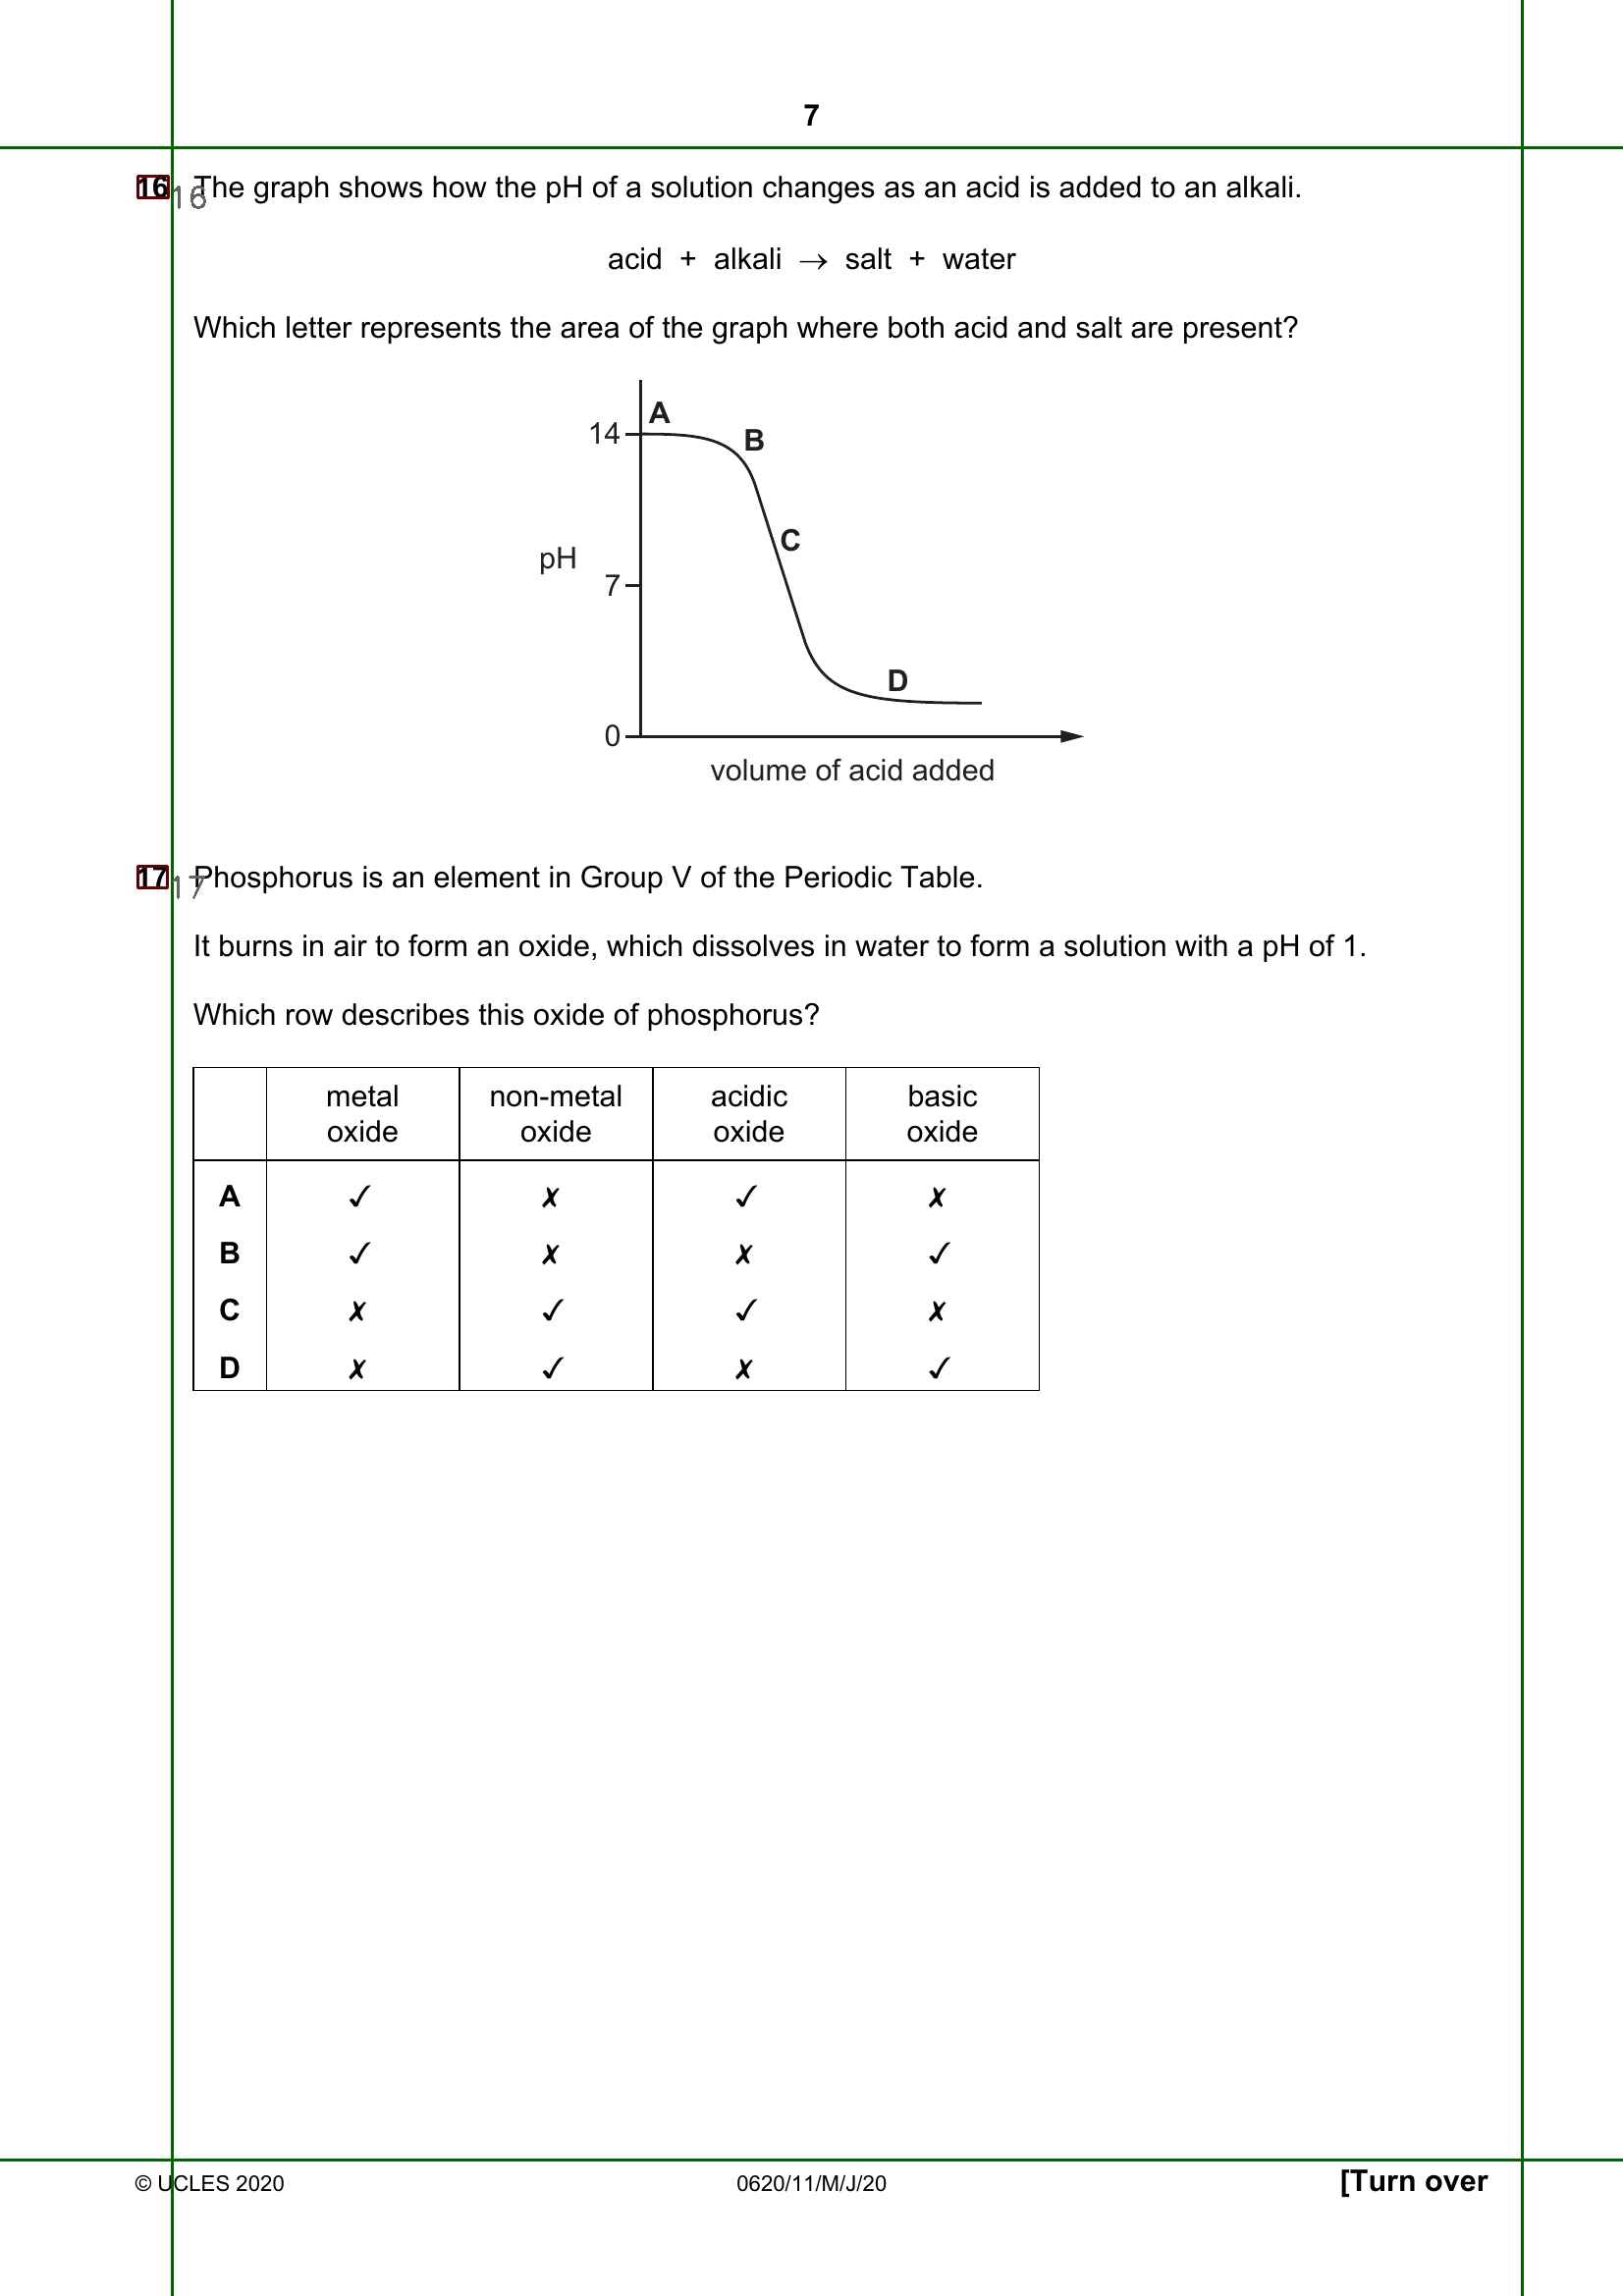 7
16 16 The graph shows how the pH of a solution changes as an acid is added to an alkali.
acid + alkali → salt + water
Which letter represents the area of the graph where both acid and salt are present?
A
14
B
C
pH
7
D
0
volume of acid added
17 17 Phosphorus is an element in Group V of the Periodic Table.
It burns in air to form an oxide, which dissolves in water to form a solution with a pH of 1.
Which row describes this oxide of phosphorus?
metal oxide non-metal oxide acidic oxide basic oxide
A ✓ ✗ ✓ ✗
B ✓ ✗ ✗ ✓
C ✗ ✓ ✓ ✗
D ✗ ✓ ✗ ✓
© UCLES 2020 0620/11/M/J/20 [Turn over